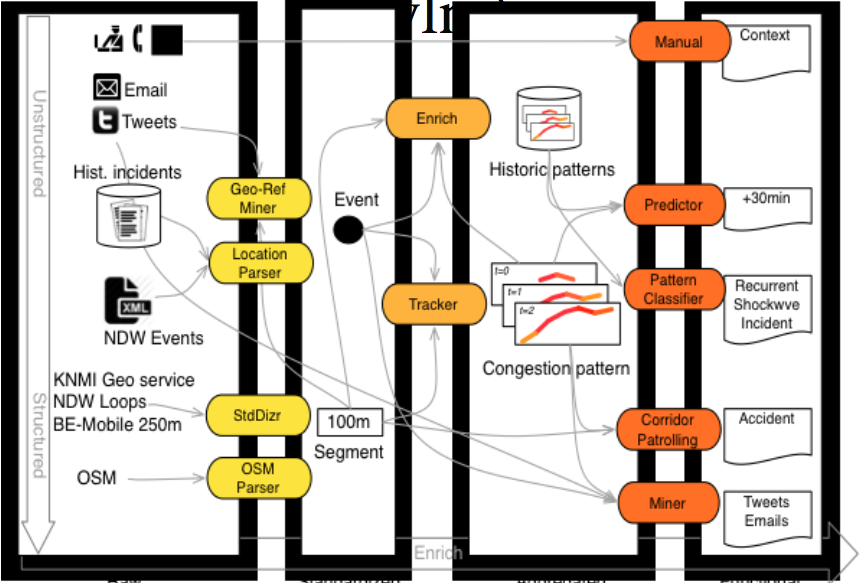 Manual
Context
Email
Tweets
Unstructured
Enrich
Hist. incidents
Historic patterns
Geo-Ref
Miner
Event
Predictor
+30min
Location
Parser
t=0
t=1
t=2
Pattern
Classifier
Recurrent
Shockwve
Incident
XML
Tracker
NDW Events
Congestion pattern
KNMI Geo service
NDW Loops
BE-Mobile 250m
Structured
StdDizr
100m
Segment
Corridor
Patrolling
Accident
OSM
OSM
Parser
Miner
Tweets
Emails
Enrich